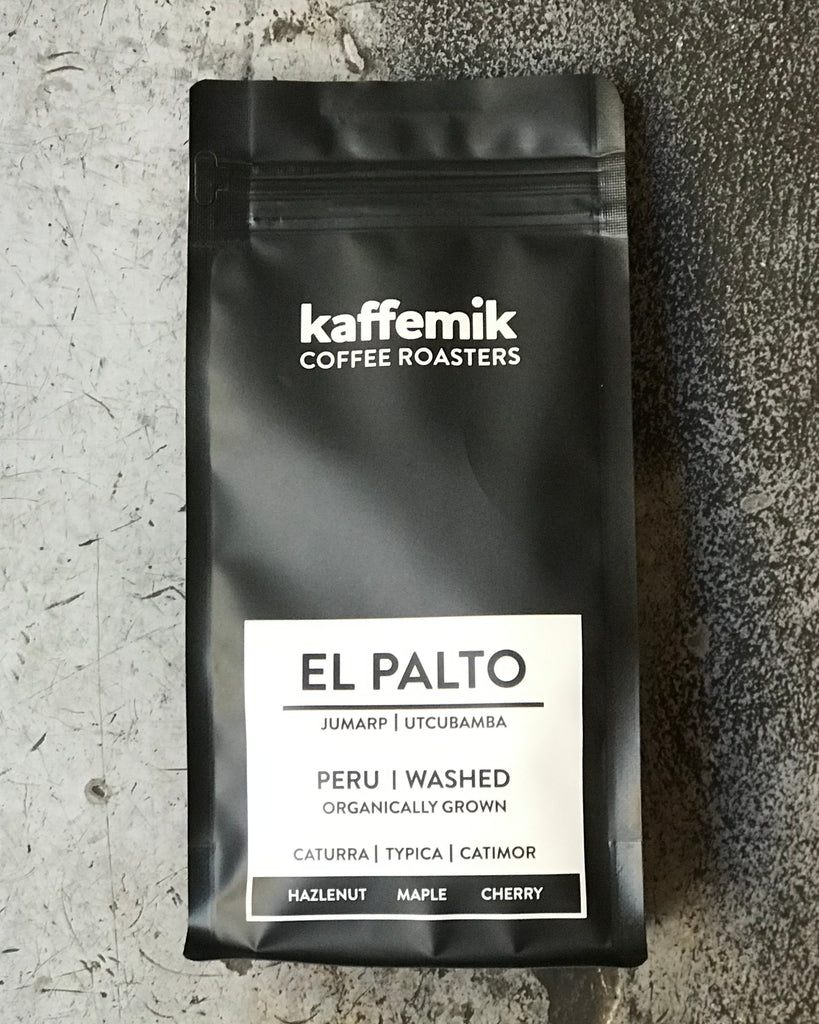 kaffemik
COFFEE ROASTERS
EL PALTO
JUMARP | UTCUBAMBA
PERU | WASHED
ORGANICALLY GROWN
CATURRA | TYPICA | CATIMOR
HAZLENUT MAPLE CHERRY